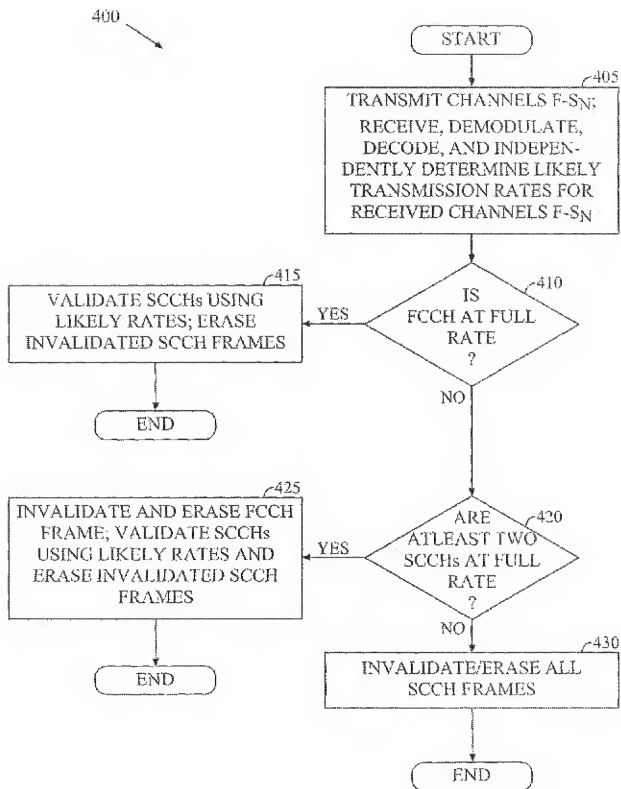 400
START
405
TRANSMIT CHANNELS F-SN;
RECEIVE, DEMODULATE,
DECODE, AND INDEPEN-
DENTLY DETERMINE LIKELY
TRANSMISSION RATES FOR
RECEIVED CHANNELS F-SN
410
IS
FCCH AT FULL
RATE
?
YES
415
VALIDATE SCCHs USING
LIKELY RATES; ERASE
INVALIDATED SCCH FRAMES
END
NO
420
ARE
ATLEAST TWO
SCCHs AT FULL
RATE
?
YES
425
INVALIDATE AND ERASE FCCH
FRAME; VALIDATE SCCHs
USING LIKELY RATES AND
ERASE INVALIDATED SCCH
FRAMES
END
NO
430
INVALIDATE/ERASE ALL
SCCH FRAMES
END